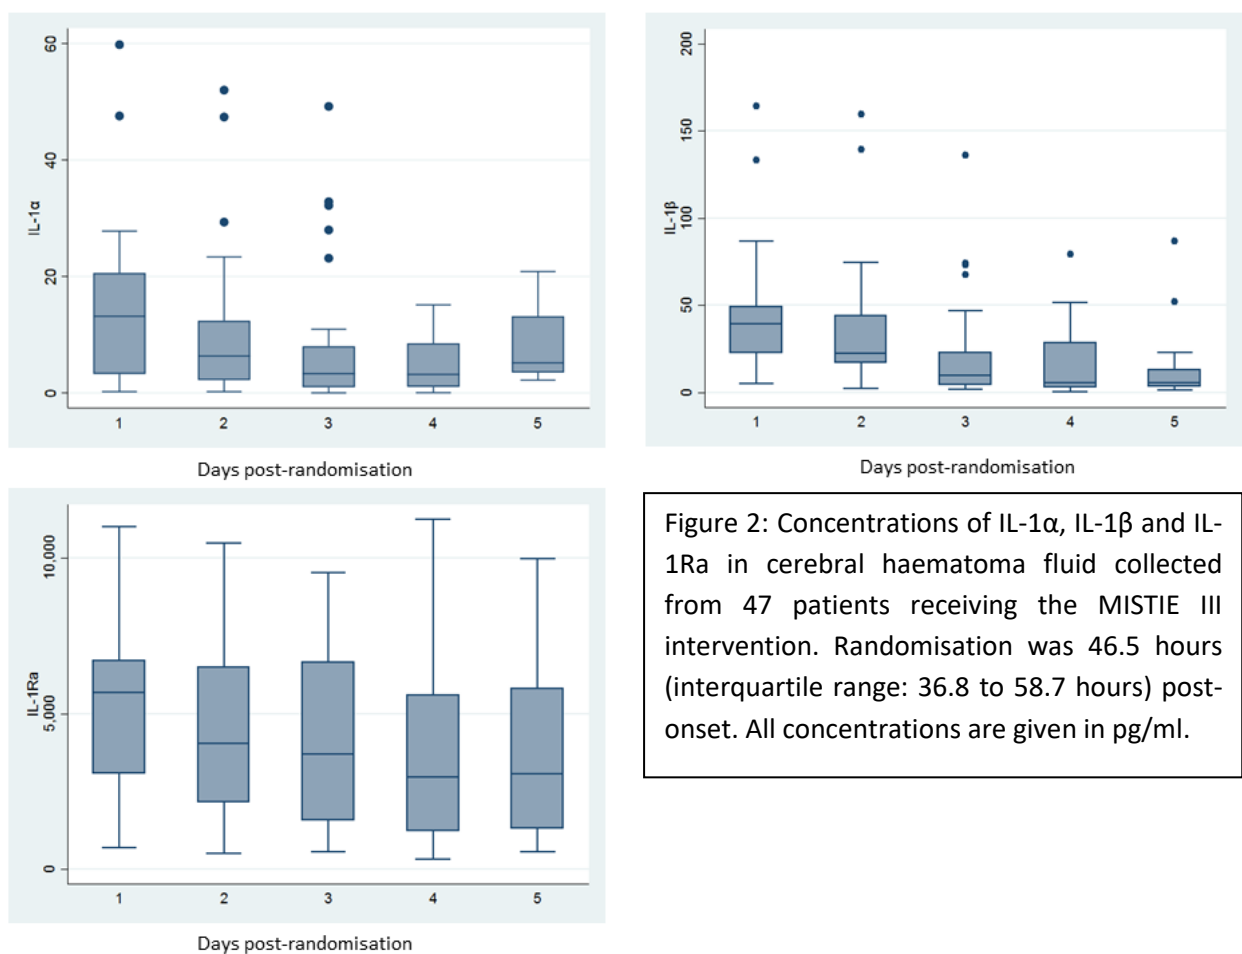 60
40
20
0
IL-1α
1 2 3 4 5
Days post-randomisation
200
150
100
50
0
IL-1β
1 2 3 4 5
Days post-randomisation
10,000
5,000
0
IL-1Ra
1 2 3 4 5
Days post-randomisation
Figure 2: Concentrations of IL-1α, IL-1β and IL-
1Ra in cerebral haematoma fluid collected
from 47 patients receiving the MISTIE III
intervention. Randomisation was 46.5 hours
(interquartile range: 36.8 to 58.7 hours) post-
onset. All concentrations are given in pg/ml.